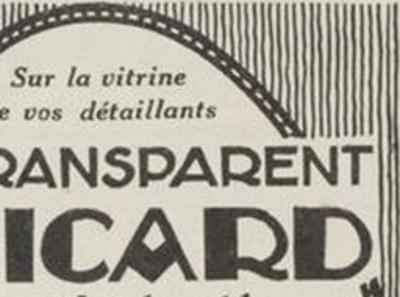 Sur la vitrine
e vos détaillants
RANSPARENT
ICARD